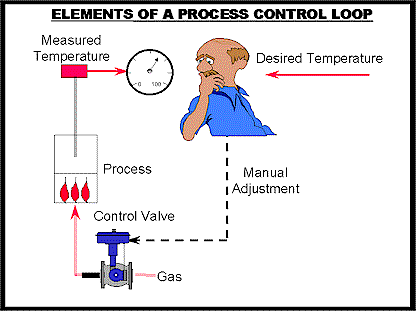 ELEMENTS OF A PROCESS CONTROL LOOP
Measured
Temperature
0 100
Desired Temperature
Process
Manual
Adjustment
Control Valve
Gas